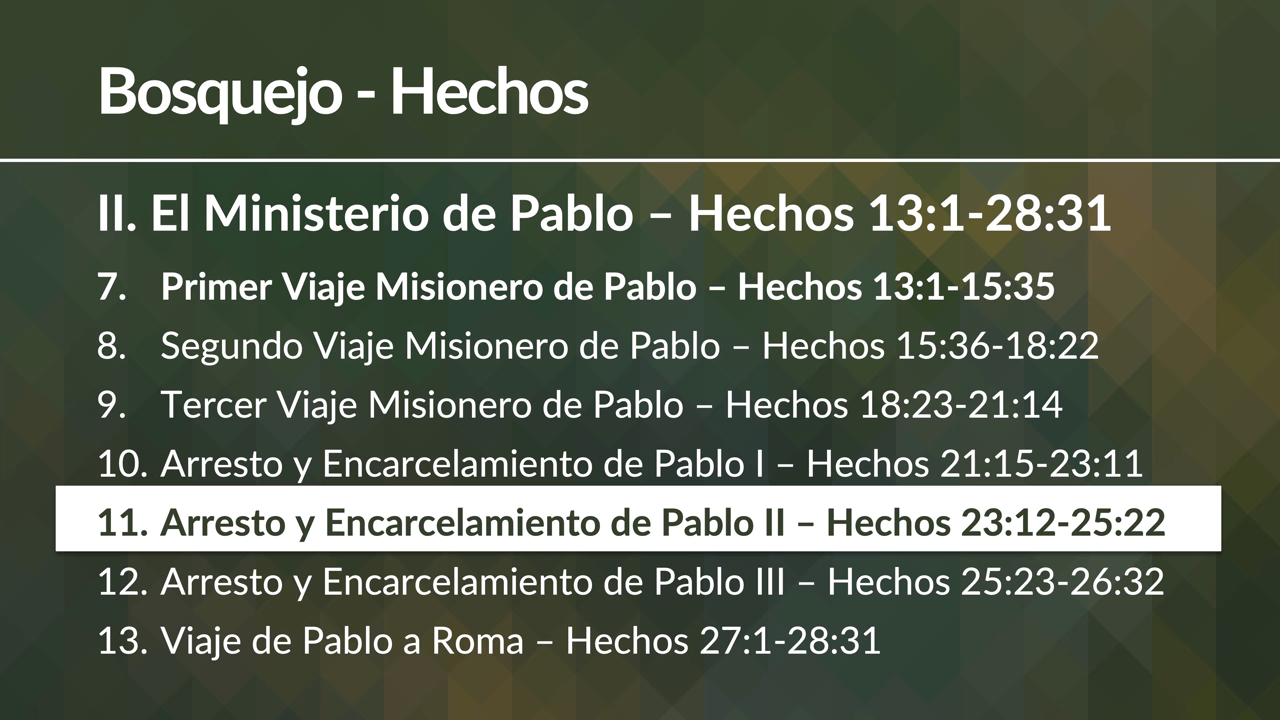 Bosquejo - Hechos
II. El Ministerio de Pablo – Hechos 13:1-28:31
7. Primer Viaje Misionero de Pablo – Hechos 13:1-15:35
8. Segundo Viaje Misionero de Pablo – Hechos 15:36-18:22
9. Tercer Viaje Misionero de Pablo – Hechos 18:23-21:14
10. Arresto y Encarcelamiento de Pablo I – Hechos 21:15-23:11
11. Arresto y Encarcelamiento de Pablo II – Hechos 23:12-25:22
12. Arresto y Encarcelamiento de Pablo III – Hechos 25:23-26:32
13. Viaje de Pablo a Roma – Hechos 27:1-28:31